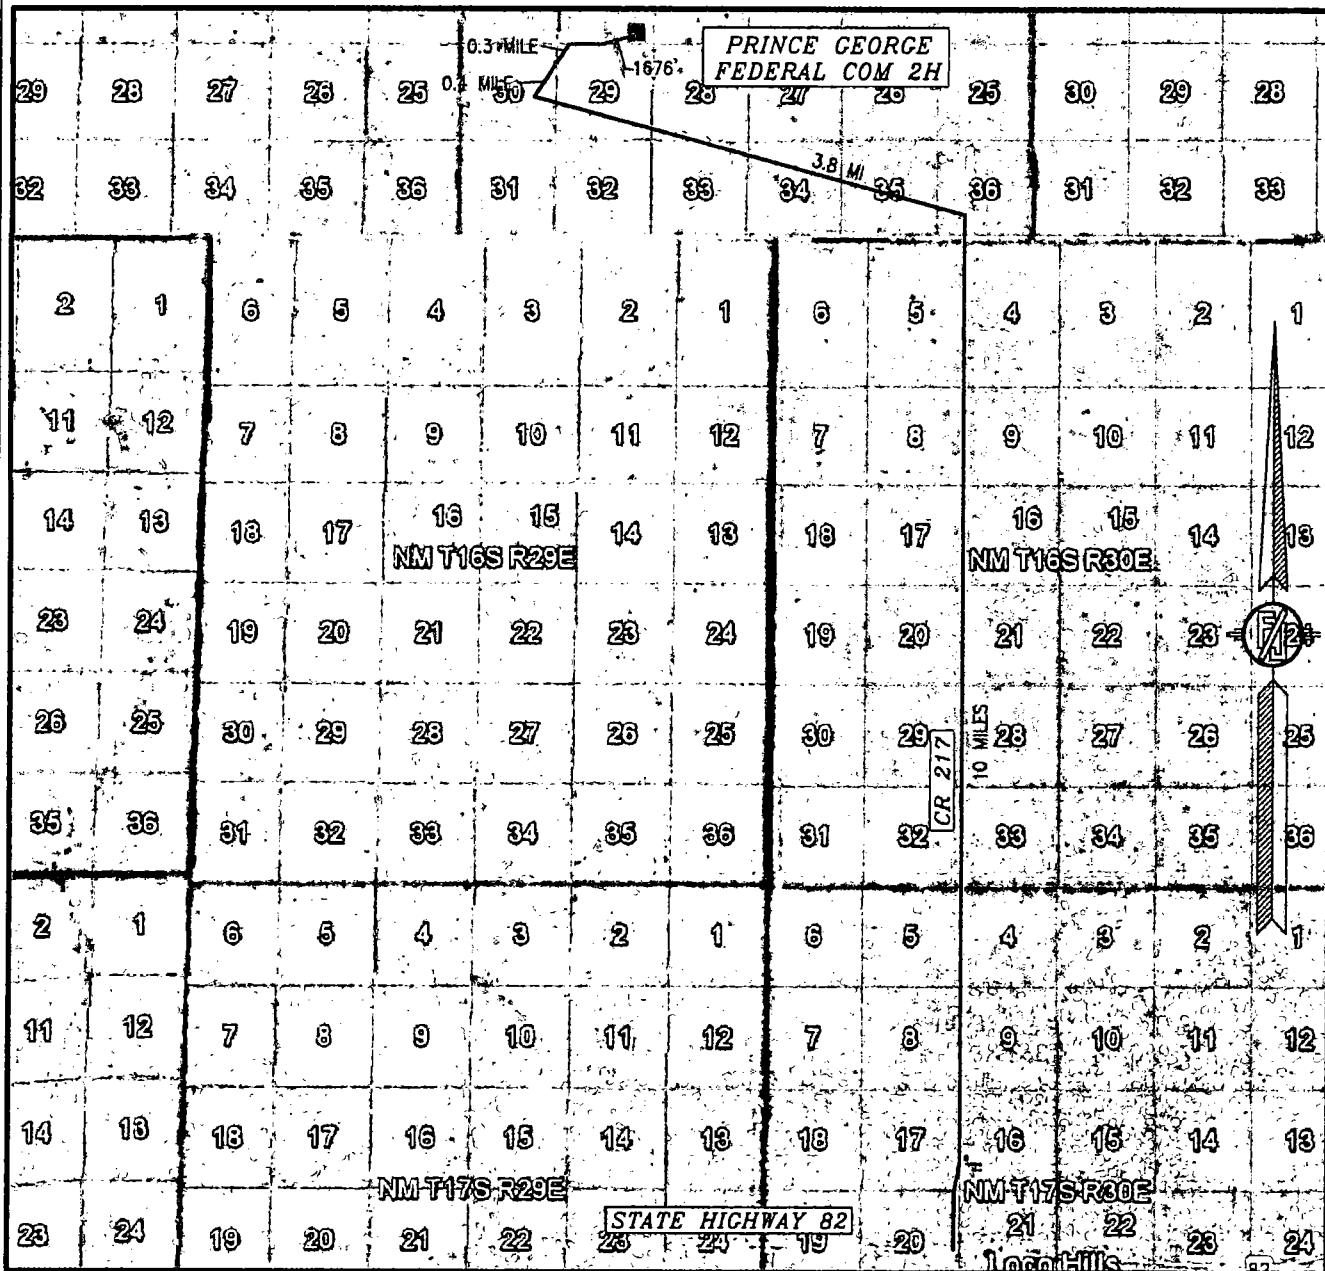 0.3 MILE
PRINCE GEORGE
FEDERAL COM 2H
1676'
MILE
29 28 27 26 25 30 29 28 27 26 25 30 29 28
3.8 MI
32 33 34 35 36 31 32 33 34 35 36 31 32 33
2 1 6 5 4 3 2 1 6 5 4 3 2 1
11 12 7 8 9 10 11 12 7 8 9 10 11 12
14 13 18 17 16 15 14 13 18 17 16 15 14 13
NM T16S R29E NM T16S R30E
23 24 19 20 21 22 23 24 19 20 21 22 23 24
26 25 30 29 28 27 26 25 30 29 28 27 26 25
10 MILES
CR 217
35 36 31 32 33 34 35 36 31 32 33 34 35 36
2 1 6 5 4 3 2 1 6 5 4 3 2 1
11 12 7 8 9 10 11 12 7 8 9 10 11 12
14 13 18 17 16 15 14 13 18 17 16 15 14 13
NM T17S R29E NM T17S R30E
STATE HIGHWAY 82
23 24 19 20 21 22 23 24 19 20 21 22 23 24
Loco Hills